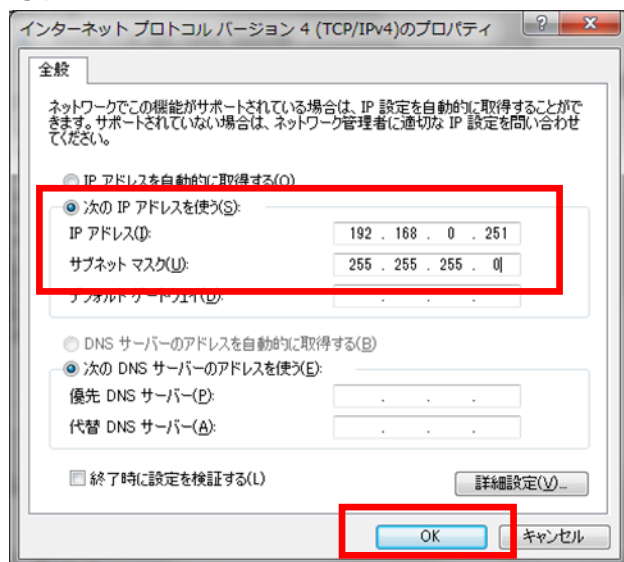 インターネット プロトコル バージョン 4 (TCP/IPv4)のプロパティ
全般
ネットワークでこの機能がサポートされている場合は、IP 設定を自動的に取得することがで
きます。サポートされていない場合は、ネットワーク管理者に適切な IP 設定を問い合わせ
てください。
IP アドレスを自動的に取得する(O)
次の IP アドレスを使う(S):
IP アドレス(I): 192 . 168 . 0 . 251
サブネット マスク(U): 255 . 255 . 255 . 0
デフォルト ゲートウェイ(D): . . .
DNS サーバーのアドレスを自動的に取得する(B)
次の DNS サーバーのアドレスを使う(E):
優先 DNS サーバー(P): . . .
代替 DNS サーバー(A): . . .
終了時に設定を検証する(L)
詳細設定(V)...
OK キャンセル